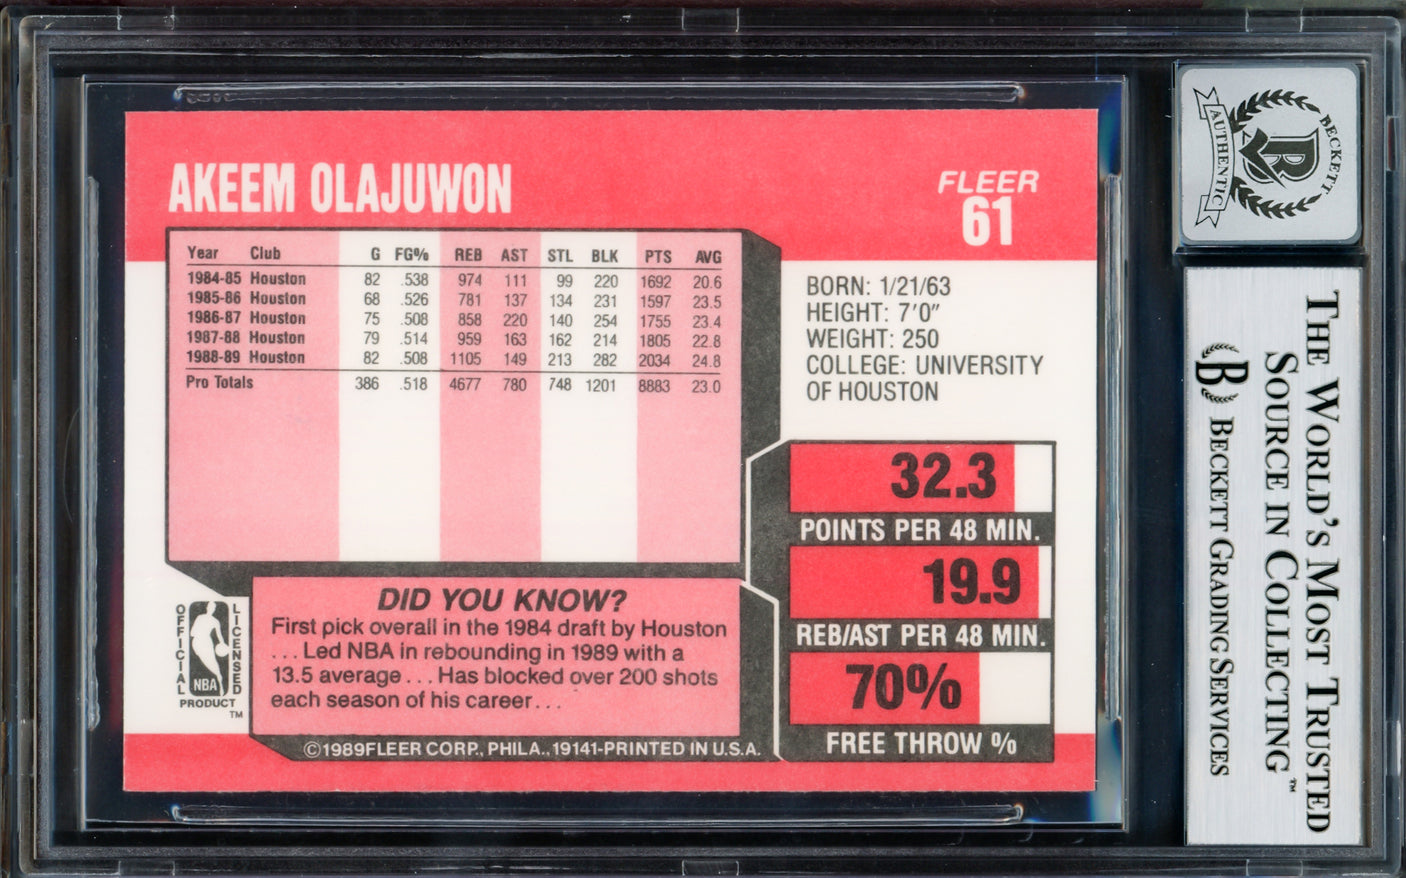 AKEEM OLAJUWON
FLEER
61
Year Club G FG% REB AST STL BLK PTS AVG
1984-85 Houston 82 .538 974 111 99 220 1692 20.6
1985-86 Houston 68 .526 781 137 134 231 1597 23.5
1986-87 Houston 75 .508 858 220 140 254 1755 23.4
1987-88 Houston 79 .514 959 163 162 214 1805 22.8
1988-89 Houston 82 .508 1105 149 213 282 2034 24.8
Pro Totals 386 .518 4677 780 748 1201 8883 23.0
BORN: 1/21/63
HEIGHT: 7'0"
WEIGHT: 250
COLLEGE: UNIVERSITY
OF HOUSTON
32.3
POINTS PER 48 MIN.
19.9
REB/AST PER 48 MIN.
70%
FREE THROW %
OFFICIAL
LICENSED
NBA
PRODUCT
TM
DID YOU KNOW?
First pick overall in the 1984 draft by Houston
...Led NBA in rebounding in 1989 with a
13.5 average...Has blocked over 200 shots
each season of his career...
©1989 FLEER CORP., PHILA., 19141-PRINTED IN U.S.A.
BECKETT
B
AUTHENTIC
THE WORLD'S MOST TRUSTED
SOURCE IN COLLECTING™
B BECKETT GRADING SERVICES